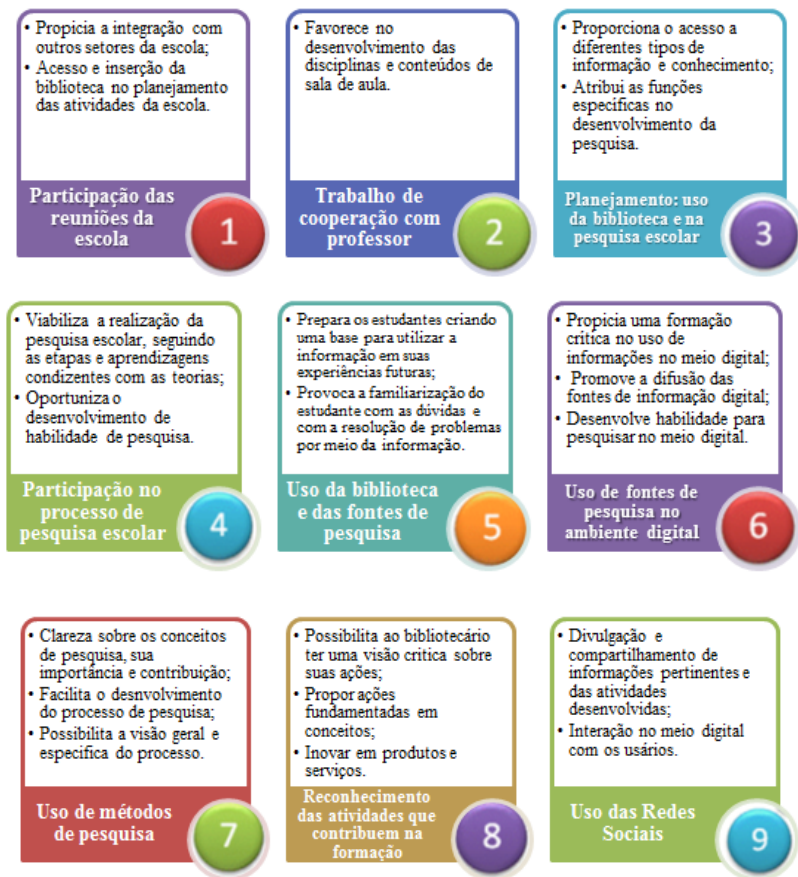 • Propicia a integração com
outros setores da escola;
• Acesso e inserção da
biblioteca no planejamento
das atividades da escola.
Participação das
reuniões da
escola
1
• Favorece no
desenvolvimento das
disciplinas e conteúdos de
sala de aula.
Trabalho de
cooperação com
professor
2
• Proporciona o acesso a
diferentes tipos de
informação e conhecimento;
• Atribui as funções
especificas no
desenvolvimento da
pesquisa.
Planejamento: uso
da biblioteca e na
pesquisa escolar
3
• Viabiliza a realização da
pesquisa escolar, seguindo
as etapas e aprendizagens
condizentes com as teorias;
• Oportuniza o
desenvolvimento de
habilidade de pesquisa.
Participação no
processo de
pesquisa escolar
4
• Prepara os estudantes criando
uma base para utilizar a
informação em suas
experiências futuras;
• Provoca a familiarização do
estudante com as dúvidas e
com a resolução de problemas
por meio da informação.
Uso da biblioteca
e das fontes de
pesquisa
5
• Propicia uma formação
critica no uso de
informações no meio digital;
• Promove a difusão das
fontes de informação digital;
• Desenvolve habilidade para
pesquisar no meio digital.
Uso de fontes de
pesquisa no
ambiente digital
6
• Clareza sobre os conceitos
de pesquisa, sua
importância e contribuição;
• Facilita o desnvolvimento
do processo de pesquisa;
• Possibilita a visão geral e
especifica do processo.
Uso de métodos
de pesquisa
7
• Possibilita ao bibliotecário
ter uma visão critica sobre
suas ações;
• Propor ações
fundamentadas em
conceitos;
• Inovar em produtos e
serviços.
Reconhecimento
das atividades que
contribuem na
formação
8
• Divulgação e
compartilhamento de
informações pertinentes e
das atividades
desenvolvidas;
• Interação no meio digital
com os usários.
Uso das Redes
Sociais
9